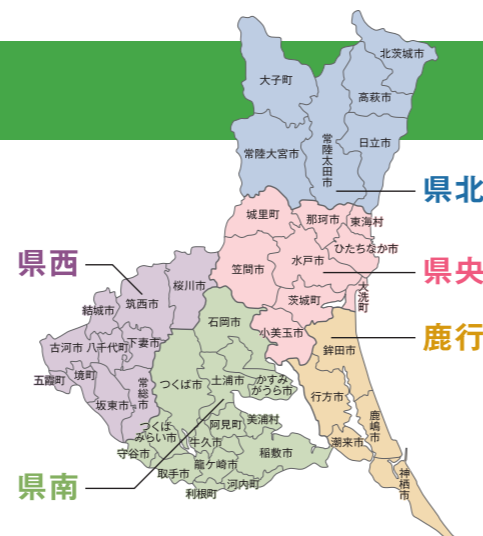 北茨城市
大子町
高萩市
日立市
常陸大宮市
常陸太田市
県北
城里町
那珂市
東海村
ひたちなか市
水戸市
笠間市
県央
大洗町
茨城町
小美玉市
県西
桜川市
筑西市
結城市
古河市
八千代町
下妻市
五霞町
境町
坂東市
常総市
鹿行
鉾田市
行方市
鹿嶋市
潮来市
神栖市
石岡市
つくば市
土浦市
かすみ
がうら市
つくば
みらい市
阿見町
美浦村
牛久市
守谷市
取手市
龍ケ崎市
稲敷市
利根町
河内町
県南